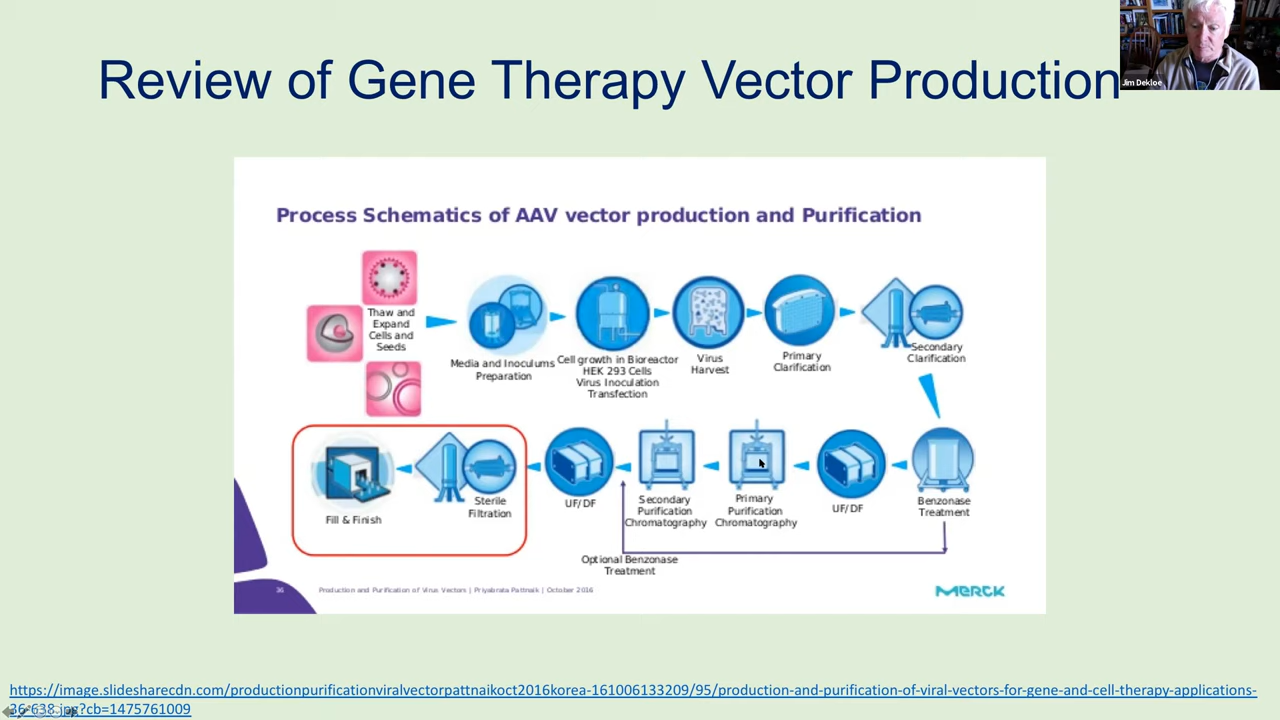 Review of Gene Therapy Vector Production
Jim Dekloe
Process Schematics of AAV vector production and Purification
Thaw and
Expand
Cells and
Seeds
Media and Inoculums
Preparation
Cell growth in Bioreactor
HEK 293 Cells
Virus Inoculation
Transfection
Virus
Harvest
Primary
Clarification
Secondary
Clarification
Fill & Finish
Sterile
Filtration
UF/DF
Secondary
Purification
Chromatography
Primary
Purification
Chromatography
UF/DF
Benzonase
Treatment
Optional Benzonase
Treatment
36
Production and Purification of Virus Vectors | Priyabrata Pattnaik | October 2016
MERCK
https://image.slidesharecdn.com/productionpurificationviralvectorpattnaikoct2016korea-161006133209/95/production-and-purification-of-viral-vectors-for-gene-and-cell-therapy-applications-
36-638.jpg?cb=1475761009